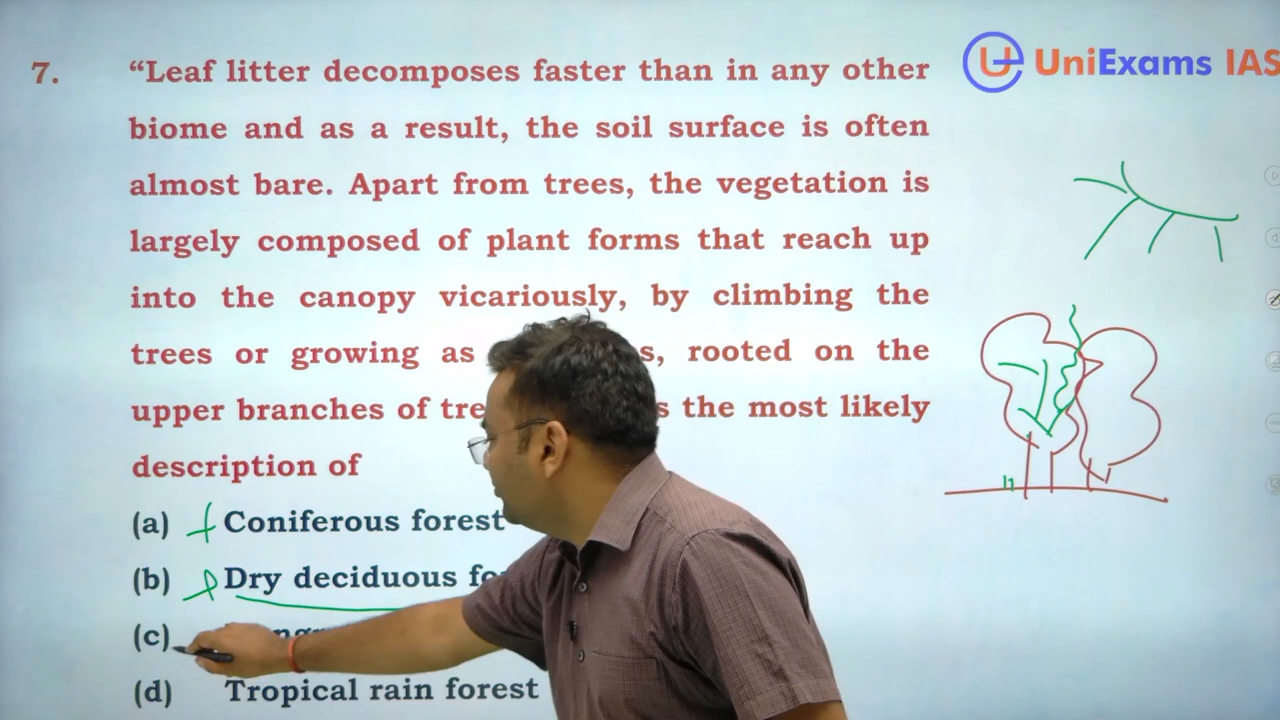 UniExams IAS
7. “Leaf litter decomposes faster than in any other
biome and as a result, the soil surface is often
almost bare. Apart from trees, the vegetation is
largely composed of plant forms that reach up
into the canopy vicariously, by climbing the
trees or growing as rooted on the
upper branches of the most likely
description of
(a) Coniferous forest
(b) Dry deciduous
(c)
(d) Tropical rain forest